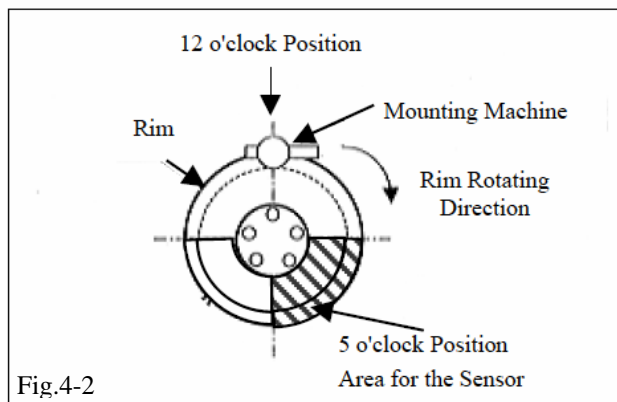 12 o'clock Position
Mounting Machine
Rim
Rim Rotating
Direction
5 o'clock Position
Area for the Sensor
Fig.4-2